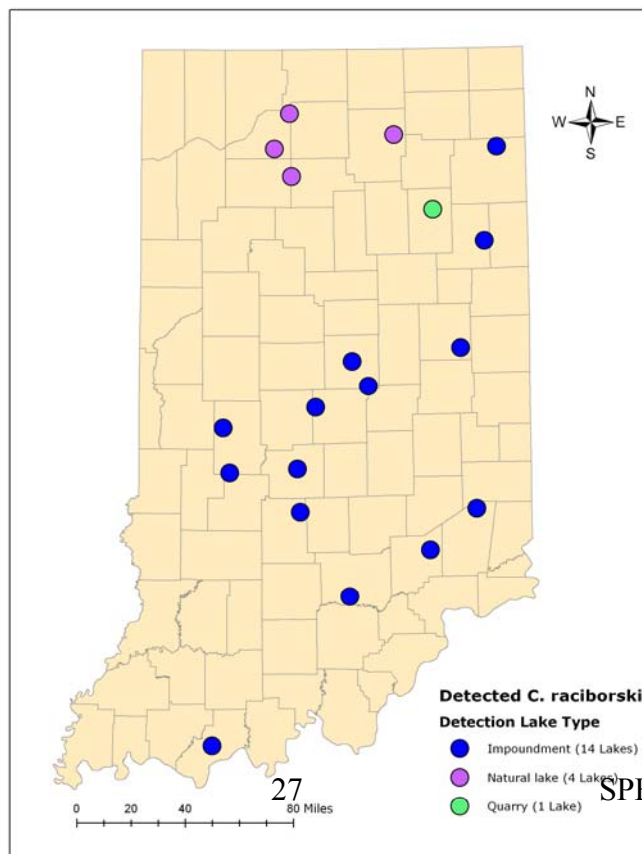 N
W E
S
Detected C. raciborski
Detection Lake Type
Impoundment (14 Lakes)
Natural lake (4 Lakes)
Quarry (1 Lake)
0 20 40 60 80 Miles
27